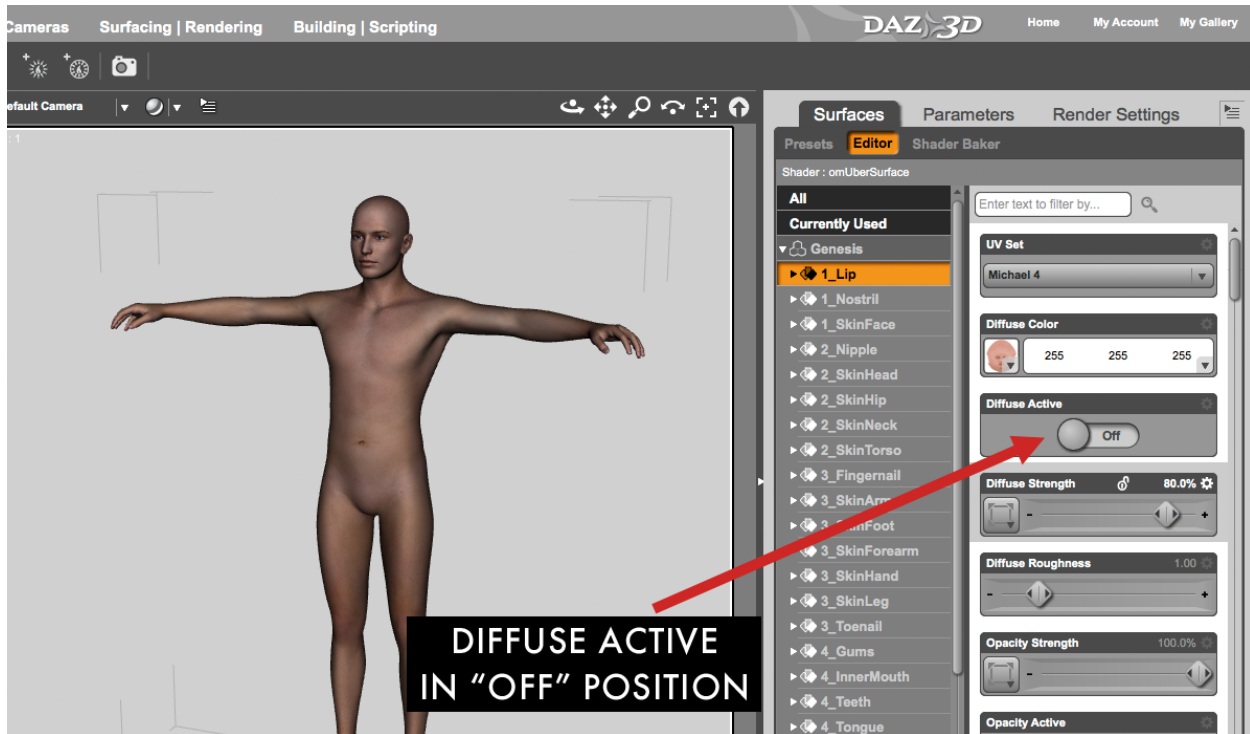 Cameras Surfacing | Rendering Building | Scripting
DAZ 3D
Home My Account My Gallery
efault Camera
: 1
Surfaces Parameters Render Settings
Presets Editor Shader Baker
Shader : omUberSurface
All
Currently Used
Genesis
1_Lip
1_Nostril
1_SkinFace
2_Nipple
2_SkinHead
2_SkinHip
2_SkinNeck
2_SkinTorso
3_Fingernail
3_SkinArm
3_SkinFoot
3_SkinForearm
3_SkinHand
3_SkinLeg
3_Toenail
4_Gums
4_InnerMouth
4_Teeth
4_Tongue
Enter text to filter by...
UV Set
Michael 4
Diffuse Color
255 255 255
Diffuse Active
Off
Diffuse Strength 80.0%
- +
Diffuse Roughness 1.00
- +
Opacity Strength 100.0%
-
Opacity Active
DIFFUSE ACTIVE
IN “OFF” POSITION